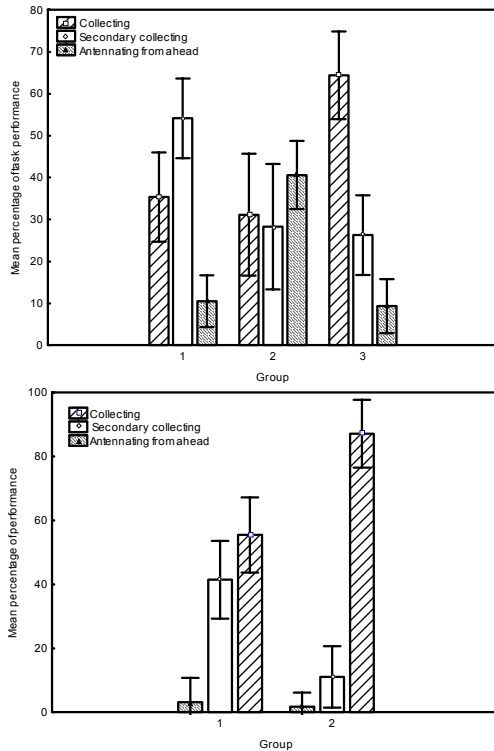 80
70
60
50
40
30
20
10
0
Mean percentage of task performance
Collecting
Secondary collecting
Antennating from ahead
1 2 3
Group
100
80
60
40
20
0
Mean percentage of performance
Collecting
Secondary collecting
Antennating from ahead
1 2
Group